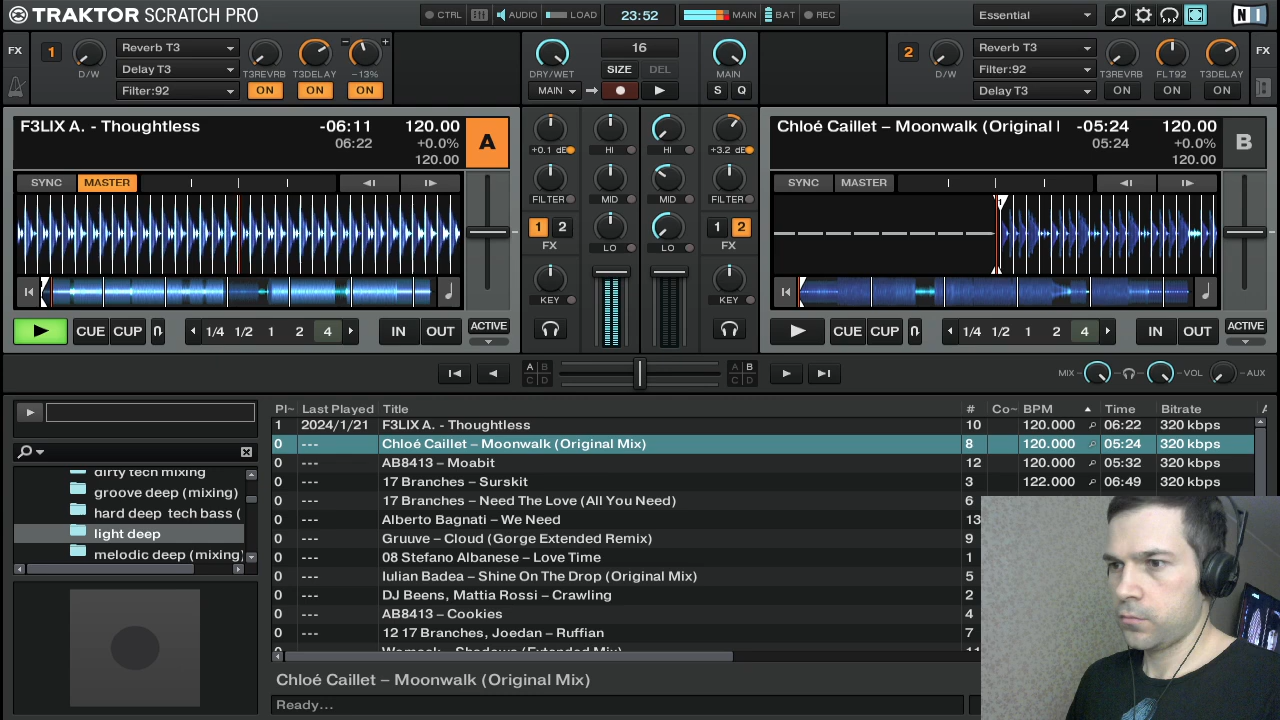 TRAKTOR SCRATCH PRO
CTRL AUDIO LOAD 23:52 MAIN BAT REC Essential
FX 1 D/W Reverb T3 Delay T3 Filter:92 T3REVRB T3DELAY -13% ON ON ON
DRY/WET MAIN 16 SIZE DEL MAIN S Q
2 D/W Reverb T3 Filter:92 Delay T3 T3REVRB FLT92 T3DELAY ON ON ON FX
F3LIX A. - Thoughtless -06:11 120.00
06:22 +0.0%
120.00
A
SYNC MASTER
CUE CUP 1/4 1/2 1 2 4 IN OUT ACTIVE
+0.1 dB HI HI +3.2 dB
FILTER MID MID FILTER
1 2 FX LO LO 1 2 FX
KEY KEY
Chloé Caillet – Moonwalk (Original -05:24 120.00
05:24 +0.0%
120.00
B
SYNC MASTER
1
CUE CUP 1/4 1/2 1 2 4 IN OUT ACTIVE
A B C D A B C D MIX VOL AUX
dirty tech mixing
groove deep (mixing)
hard deep tech bass (
light deep
melodic deep (mixing)
Pl~ Last Played Title # Co~ BPM Time Bitrate
1 2024/1/21 F3LIX A. - Thoughtless 10 120.000 06:22 320 kbps
0 --- Chloé Caillet – Moonwalk (Original Mix) 8 120.000 05:24 320 kbps
0 --- AB8413 – Moabit 12 120.000 05:32 320 kbps
0 --- 17 Branches – Surskit 3 122.000 06:49 320 kbps
0 --- 17 Branches – Need The Love (All You Need) 6
0 --- Alberto Bagnati – We Need 13
0 --- Gruuve – Cloud (Gorge Extended Remix) 9
0 --- 08 Stefano Albanese – Love Time 1
0 --- Iulian Badea – Shine On The Drop (Original Mix) 5
0 --- DJ Beens, Mattia Rossi – Crawling 2
0 --- AB8413 – Cookies 4
0 --- 12 17 Branches, Joedan – Ruffian 7
Chloé Caillet – Moonwalk (Original Mix)
Ready...